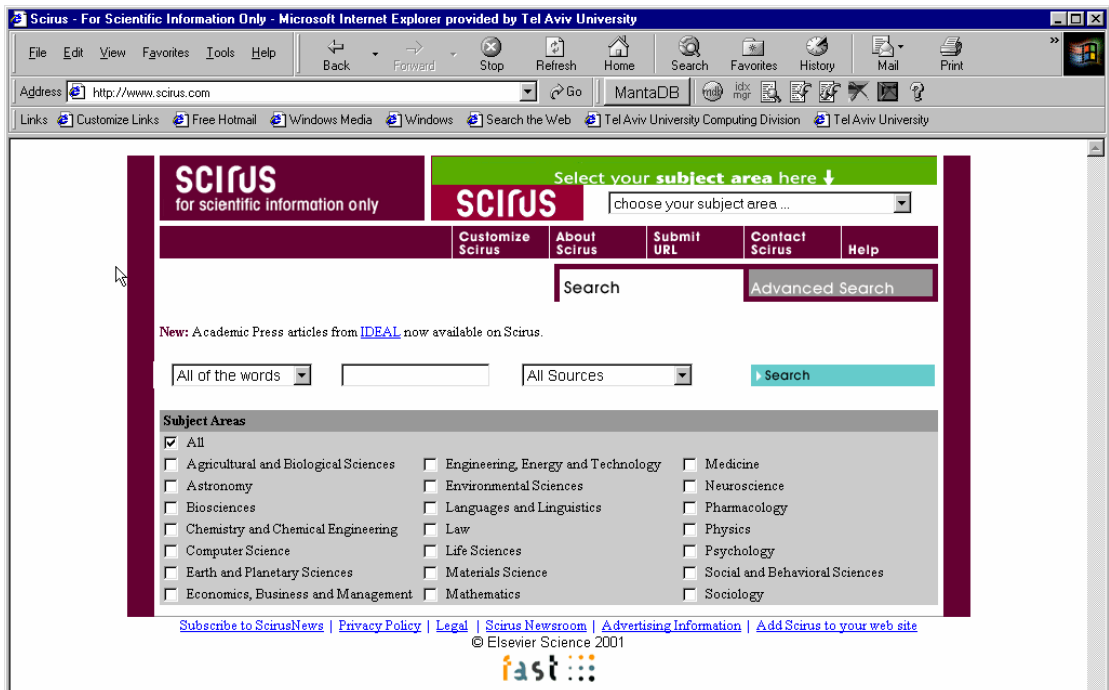 Scirus - For Scientific Information Only - Microsoft Internet Explorer provided by Tel Aviv University
File Edit View Favorites Tools Help Back Forward Stop Refresh Home Search Favorites History Mail Print »
Address http://www.scirus.com Go MantaDB mdb idx mgr
Links Customize Links Free Hotmail Windows Media Windows Search the Web Tel Aviv University Computing Division Tel Aviv University
SCIRUS
for scientific information only
Select your subject area here
SCIRUS choose your subject area ...
Customize Scirus About Scirus Submit URL Contact Scirus Help
Search Advanced Search
New: Academic Press articles from IDEAL now available on Scirus.
All of the words All Sources Search
Subject Areas
All
Agricultural and Biological Sciences Engineering, Energy and Technology Medicine
Astronomy Environmental Sciences Neuroscience
Biosciences Languages and Linguistics Pharmacology
Chemistry and Chemical Engineering Law Physics
Computer Science Life Sciences Psychology
Earth and Planetary Sciences Materials Science Social and Behavioral Sciences
Economics, Business and Management Mathematics Sociology
Subscribe to ScirusNews | Privacy Policy | Legal | Scirus Newsroom | Advertising Information | Add Scirus to your web site
© Elsevier Science 2001
fast